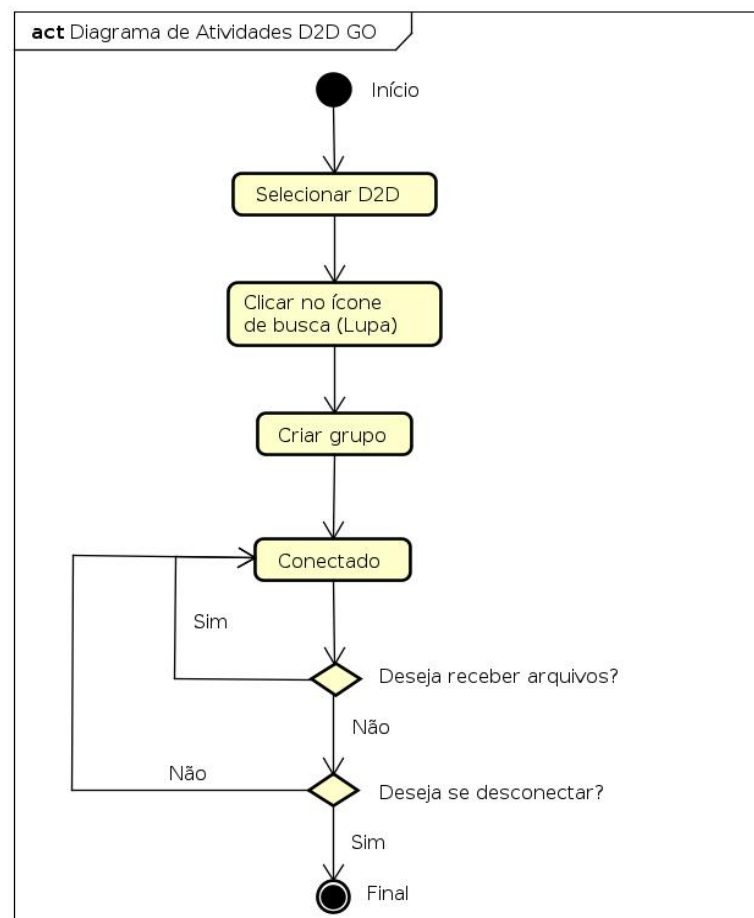 act Diagrama de Atividades D2D GO
Início
Selecionar D2D
Clicar no ícone
de busca (Lupa)
Criar grupo
Conectado
Sim
Deseja receber arquivos?
Não
Não
Deseja se desconectar?
Sim
Final